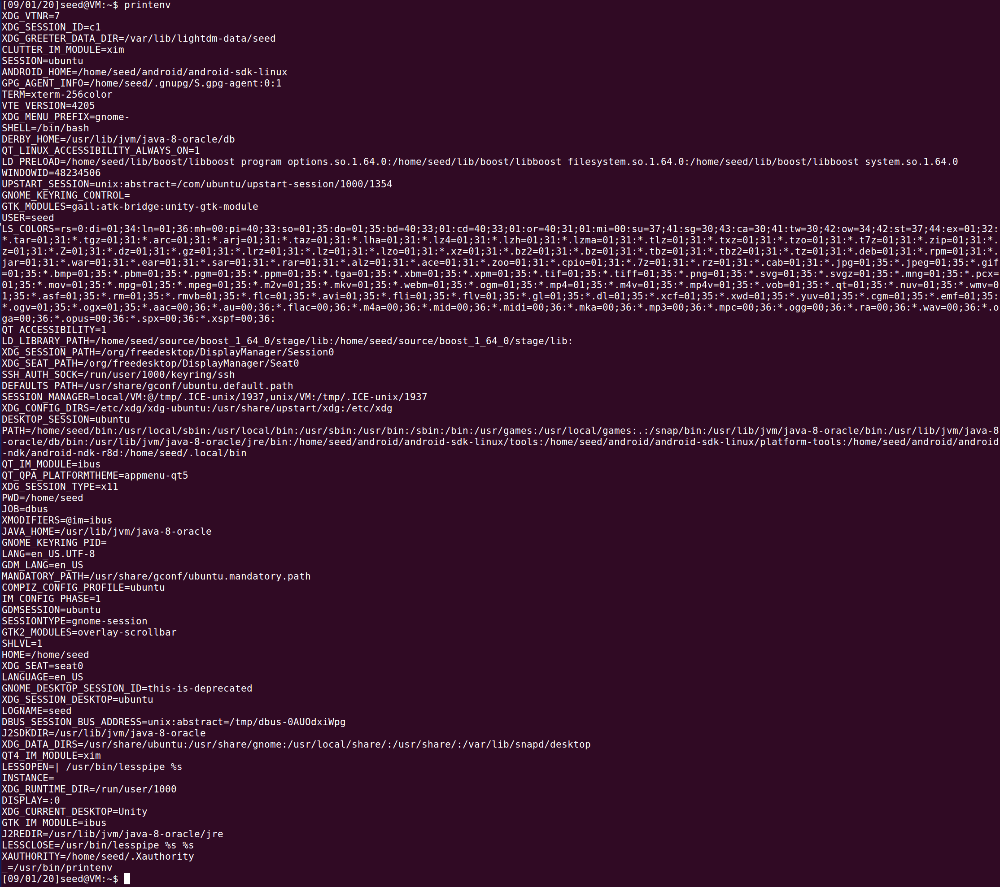 [09/01/20]seed@VM:~$ printenv
XDG_VTNR=7
XDG_SESSION_ID=c1
XDG_GREETER_DATA_DIR=/var/lib/lightdm-data/seed
CLUTTER_IM_MODULE=xim
SESSION=ubuntu
ANDROID_HOME=/home/seed/android/android-sdk-linux
GPG_AGENT_INFO=/home/seed/.gnupg/S.gpg-agent:0:1
TERM=xterm-256color
VTE_VERSION=4205
XDG_MENU_PREFIX=gnome-
SHELL=/bin/bash
DERBY_HOME=/usr/lib/jvm/java-8-oracle/db
QT_LINUX_ACCESSIBILITY_ALWAYS_ON=1
LD_PRELOAD=/home/seed/lib/boost/libboost_program_options.so.1.64.0:/home/seed/lib/boost/libboost_filesystem.so.1.64.0:/home/seed/lib/boost/libboost_system.so.1.64.0
WINDOWID=48234506
UPSTART_SESSION=unix:abstract=/com/ubuntu/upstart-session/1000/1354
GNOME_KEYRING_CONTROL=
GTK_MODULES=gail:atk-bridge:unity-gtk-module
USER=seed
LS_COLORS=rs=0:di=01;34:ln=01;36:mh=00:pi=40;33:so=01;35:do=01;35:bd=40;33;01:cd=40;33;01:or=40;31;01:mi=00:su=37;41:sg=30;43:ca=30;41:tw=30;42:ow=34;42:st=37;44:ex=01;32:
*.tar=01;31:*.tgz=01;31:*.arc=01;31:*.arj=01;31:*.taz=01;31:*.lha=01;31:*.lz4=01;31:*.lzh=01;31:*.lzma=01;31:*.tlz=01;31:*.txz=01;31:*.tzo=01;31:*.t7z=01;31:*.zip=01;31:*.
z=01;31:*.Z=01;31:*.dz=01;31:*.gz=01;31:*.lrz=01;31:*.lz=01;31:*.lzo=01;31:*.xz=01;31:*.bz2=01;31:*.bz=01;31:*.tbz=01;31:*.tbz2=01;31:*.tz=01;31:*.deb=01;31:*.rpm=01;31:*.
jar=01;31:*.war=01;31:*.ear=01;31:*.sar=01;31:*.rar=01;31:*.alz=01;31:*.ace=01;31:*.zoo=01;31:*.cpio=01;31:*.7z=01;31:*.rz=01;31:*.cab=01;31:*.jpg=01;35:*.jpeg=01;35:*.gif
=01;35:*.bmp=01;35:*.pbm=01;35:*.pgm=01;35:*.ppm=01;35:*.tga=01;35:*.xbm=01;35:*.xpm=01;35:*.tif=01;35:*.tiff=01;35:*.png=01;35:*.svg=01;35:*.svgz=01;35:*.mng=01;35:*.pcx=
01;35:*.mov=01;35:*.mpg=01;35:*.mpeg=01;35:*.m2v=01;35:*.mkv=01;35:*.webm=01;35:*.ogm=01;35:*.mp4=01;35:*.m4v=01;35:*.mp4v=01;35:*.vob=01;35:*.qt=01;35:*.nuv=01;35:*.wmv=0
1;35:*.asf=01;35:*.rm=01;35:*.rmvb=01;35:*.flc=01;35:*.avi=01;35:*.fli=01;35:*.flv=01;35:*.gl=01;35:*.dl=01;35:*.xcf=01;35:*.xwd=01;35:*.yuv=01;35:*.cgm=01;35:*.emf=01;35:
*.ogv=01;35:*.ogx=01;35:*.aac=00;36:*.au=00;36:*.flac=00;36:*.m4a=00;36:*.mid=00;36:*.midi=00;36:*.mka=00;36:*.mp3=00;36:*.mpc=00;36:*.ogg=00;36:*.ra=00;36:*.wav=00;36:*.o
ga=00;36:*.opus=00;36:*.spx=00;36:*.xspf=00;36:
QT_ACCESSIBILITY=1
LD_LIBRARY_PATH=/home/seed/source/boost_1_64_0/stage/lib:/home/seed/source/boost_1_64_0/stage/lib:
XDG_SESSION_PATH=/org/freedesktop/DisplayManager/Session0
XDG_SEAT_PATH=/org/freedesktop/DisplayManager/Seat0
SSH_AUTH_SOCK=/run/user/1000/keyring/ssh
DEFAULTS_PATH=/usr/share/gconf/ubuntu.default.path
SESSION_MANAGER=local/VM:@/tmp/.ICE-unix/1937,unix/VM:/tmp/.ICE-unix/1937
XDG_CONFIG_DIRS=/etc/xdg/xdg-ubuntu:/usr/share/upstart/xdg:/etc/xdg
DESKTOP_SESSION=ubuntu
PATH=/home/seed/bin:/usr/local/sbin:/usr/local/bin:/usr/sbin:/usr/bin:/sbin:/bin:/usr/games:/usr/local/games:.:/snap/bin:/usr/lib/jvm/java-8-oracle/bin:/usr/lib/jvm/java-8
-oracle/db/bin:/usr/lib/jvm/java-8-oracle/jre/bin:/home/seed/android/android-sdk-linux/tools:/home/seed/android/android-sdk-linux/platform-tools:/home/seed/android/android
-ndk/android-ndk-r8d:/home/seed/.local/bin
QT_IM_MODULE=ibus
QT_QPA_PLATFORMTHEME=appmenu-qt5
XDG_SESSION_TYPE=x11
PWD=/home/seed
JOB=dbus
XMODIFIERS=@im=ibus
JAVA_HOME=/usr/lib/jvm/java-8-oracle
GNOME_KEYRING_PID=
LANG=en_US.UTF-8
GDM_LANG=en_US
MANDATORY_PATH=/usr/share/gconf/ubuntu.mandatory.path
COMPIZ_CONFIG_PROFILE=ubuntu
IM_CONFIG_PHASE=1
GDMSESSION=ubuntu
SESSIONTYPE=gnome-session
GTK2_MODULES=overlay-scrollbar
SHLVL=1
HOME=/home/seed
XDG_SEAT=seat0
LANGUAGE=en_US
GNOME_DESKTOP_SESSION_ID=this-is-deprecated
XDG_SESSION_DESKTOP=ubuntu
LOGNAME=seed
DBUS_SESSION_BUS_ADDRESS=unix:abstract=/tmp/dbus-0AUOdxiWpg
J2SDKDIR=/usr/lib/jvm/java-8-oracle
XDG_DATA_DIRS=/usr/share/ubuntu:/usr/share/gnome:/usr/local/share/:/usr/share/:/var/lib/snapd/desktop
QT4_IM_MODULE=xim
LESSOPEN=| /usr/bin/lesspipe %s
INSTANCE=
XDG_RUNTIME_DIR=/run/user/1000
DISPLAY=:0
XDG_CURRENT_DESKTOP=Unity
GTK_IM_MODULE=ibus
J2REDIR=/usr/lib/jvm/java-8-oracle/jre
LESSCLOSE=/usr/bin/lesspipe %s %s
XAUTHORITY=/home/seed/.Xauthority
_=/usr/bin/printenv
[09/01/20]seed@VM:~$